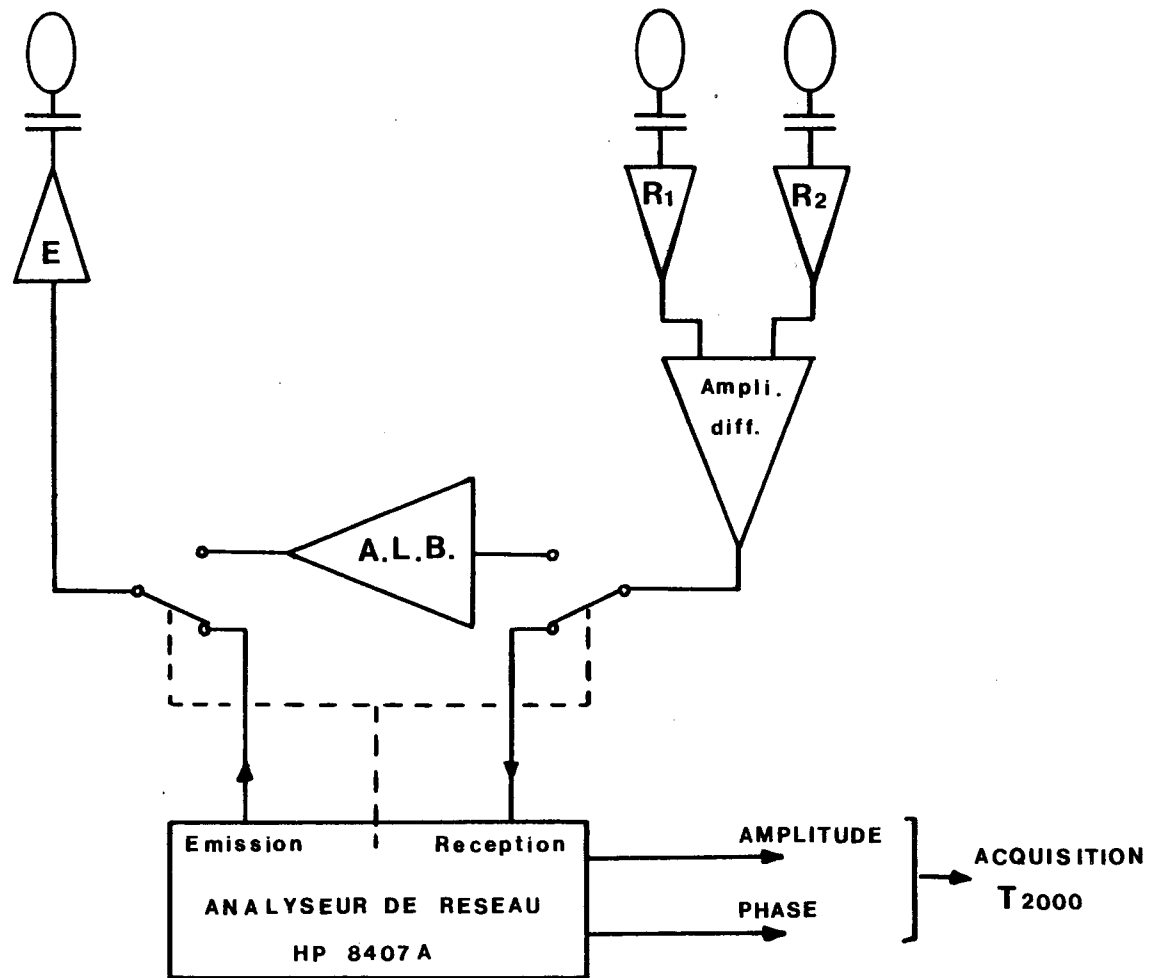 R1
R2
E
Ampli.
diff.
A.L.B.
Emission
Reception
ANALYSEUR DE RESEAU
HP 8407A
AMPLITUDE
PHASE
ACQUISITION
T2000